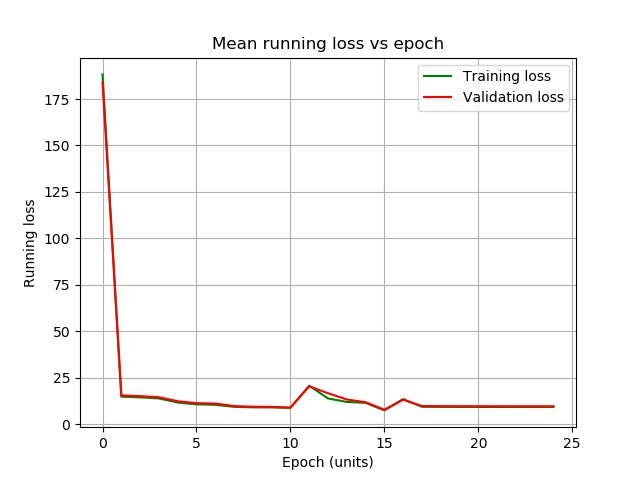 Mean running loss vs epoch
Training loss
Validation loss
175
150
125
100
75
50
25
0
Running loss
0 5 10 15 20 25
Epoch (units)